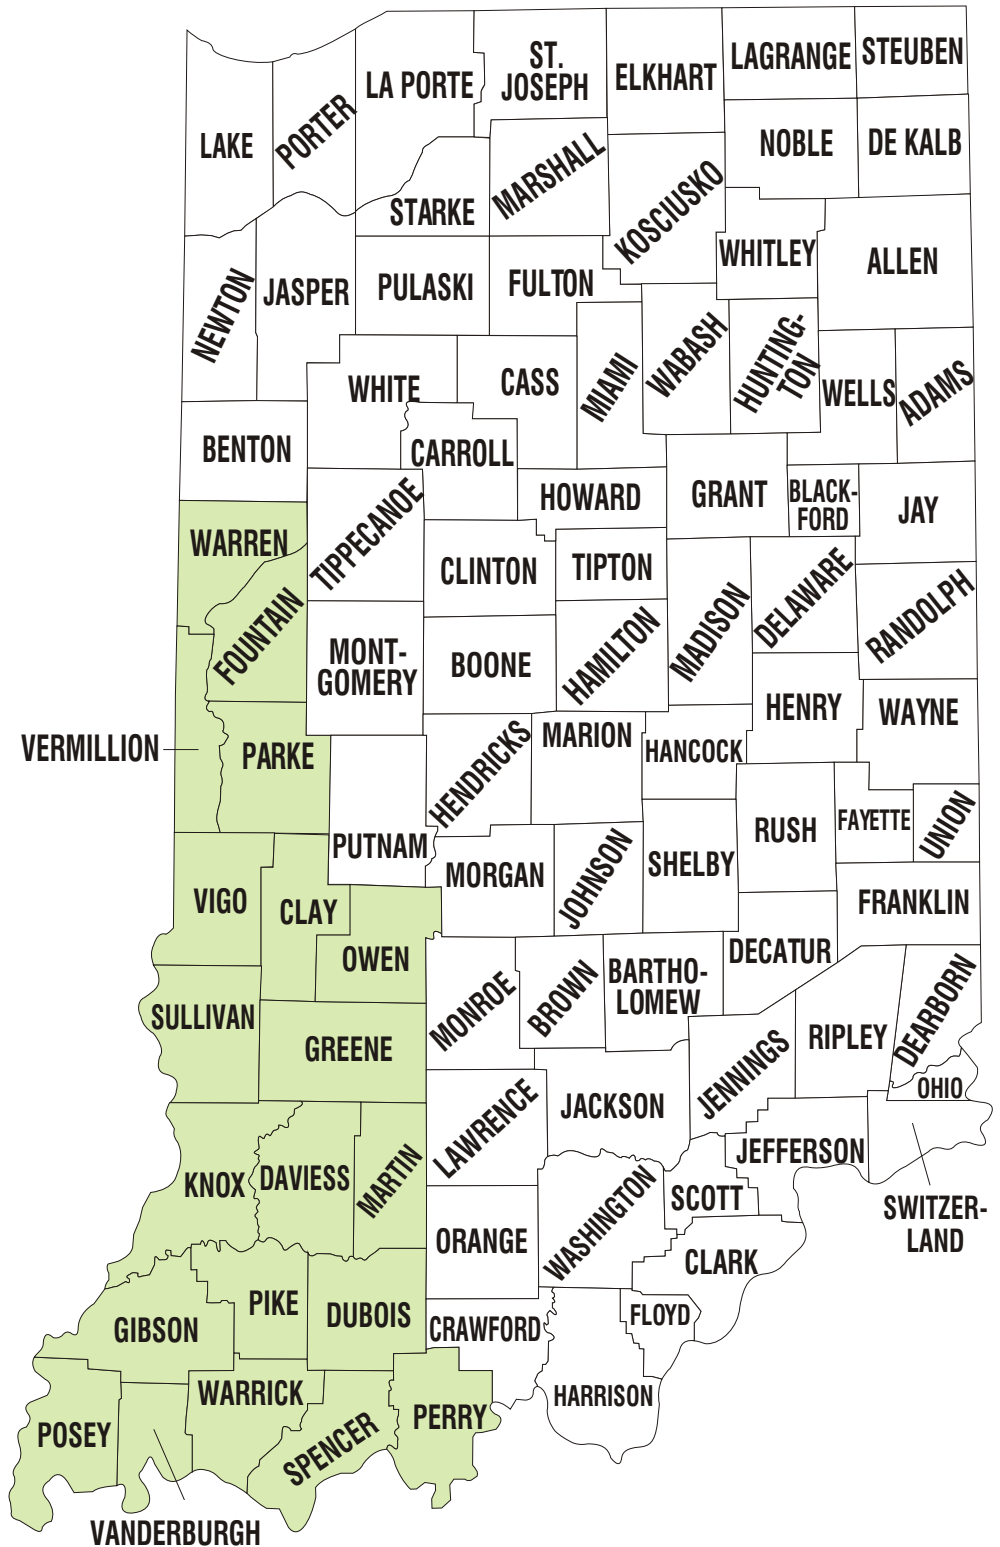 ST.
JOSEPH
LAGRANGE
STEUBEN
ELKHART
LA PORTE
LAKE
PORTER
NOBLE
DE KALB
MARSHALL
STARKE
KOSCIUSKO
WHITLEY
ALLEN
NEWTON
JASPER
PULASKI
FULTON
WHITE
CASS
MIAMI
WABASH
HUNTING-
TON
WELLS
ADAMS
BENTON
CARROLL
HOWARD
GRANT
BLACK-
FORD
JAY
WARREN
TIPPECANOE
CLINTON
TIPTON
MADISON
DELAWARE
RANDOLPH
FOUNTAIN
MONT-
GOMERY
BOONE
HAMILTON
HENRY
WAYNE
VERMILLION
PARKE
HENDRICKS
MARION
HANCOCK
PUTNAM
RUSH
FAYETTE
UNION
VIGO
CLAY
MORGAN
JOHNSON
SHELBY
FRANKLIN
OWEN
DECATUR
SULLIVAN
GREENE
MONROE
BROWN
BARTHO-
LOMEW
JENNINGS
RIPLEY
DEARBORN
OHIO
LAWRENCE
JACKSON
JEFFERSON
KNOX
DAVIESS
MARTIN
WASHINGTON
SCOTT
SWITZER-
LAND
ORANGE
CLARK
GIBSON
PIKE
DUBOIS
CRAWFORD
FLOYD
POSEY
WARRICK
SPENCER
PERRY
HARRISON
VANDERBURGH